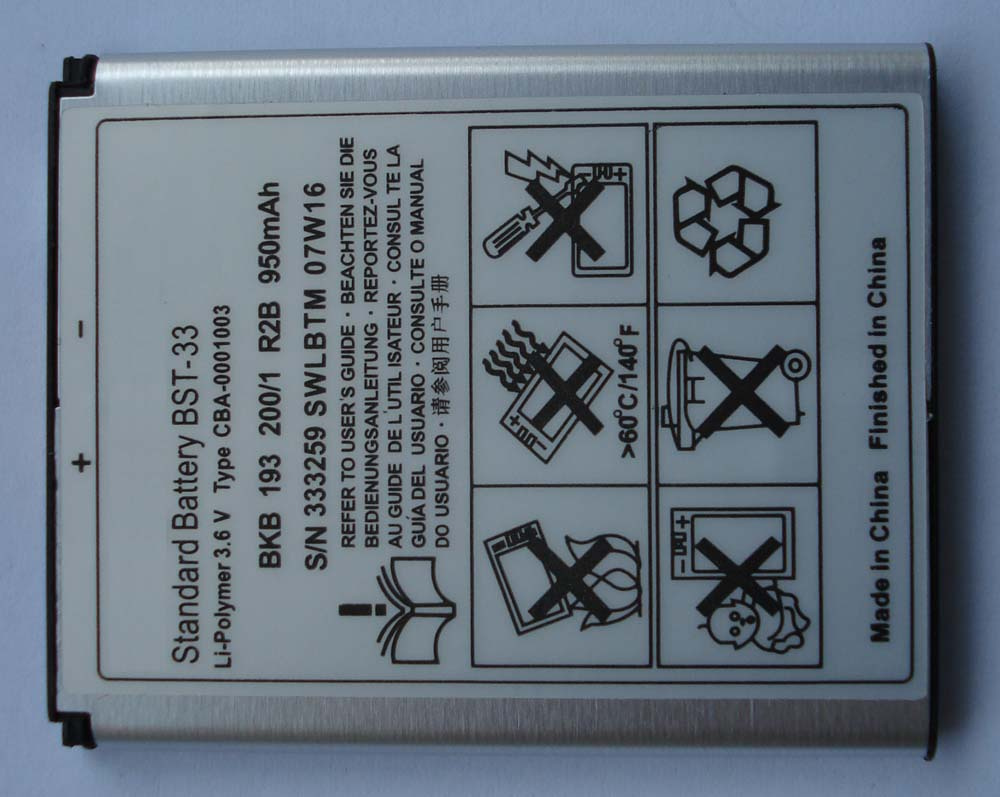 + -
Standard Battery BST-33
Li-Polymer 3.6 V Type CBA-0001003
BKB 193 200/1 R2B 950mAh
S/N 333259 SWLBTM 07W16
REFER TO USER'S GUIDE · BEACHTEN SIE DIE
BEDIENUNGSANLEITUNG · REPORTEZ-VOUS
AU GUIDE DE L'UTIL ISATEUR · CONSUL TE LA
GUÍA DEL USUARIO · CONSULTE O MANUAL
DO USUARIO · 请参阅用户手册
>60°C/140°F
Made in China Finished in China